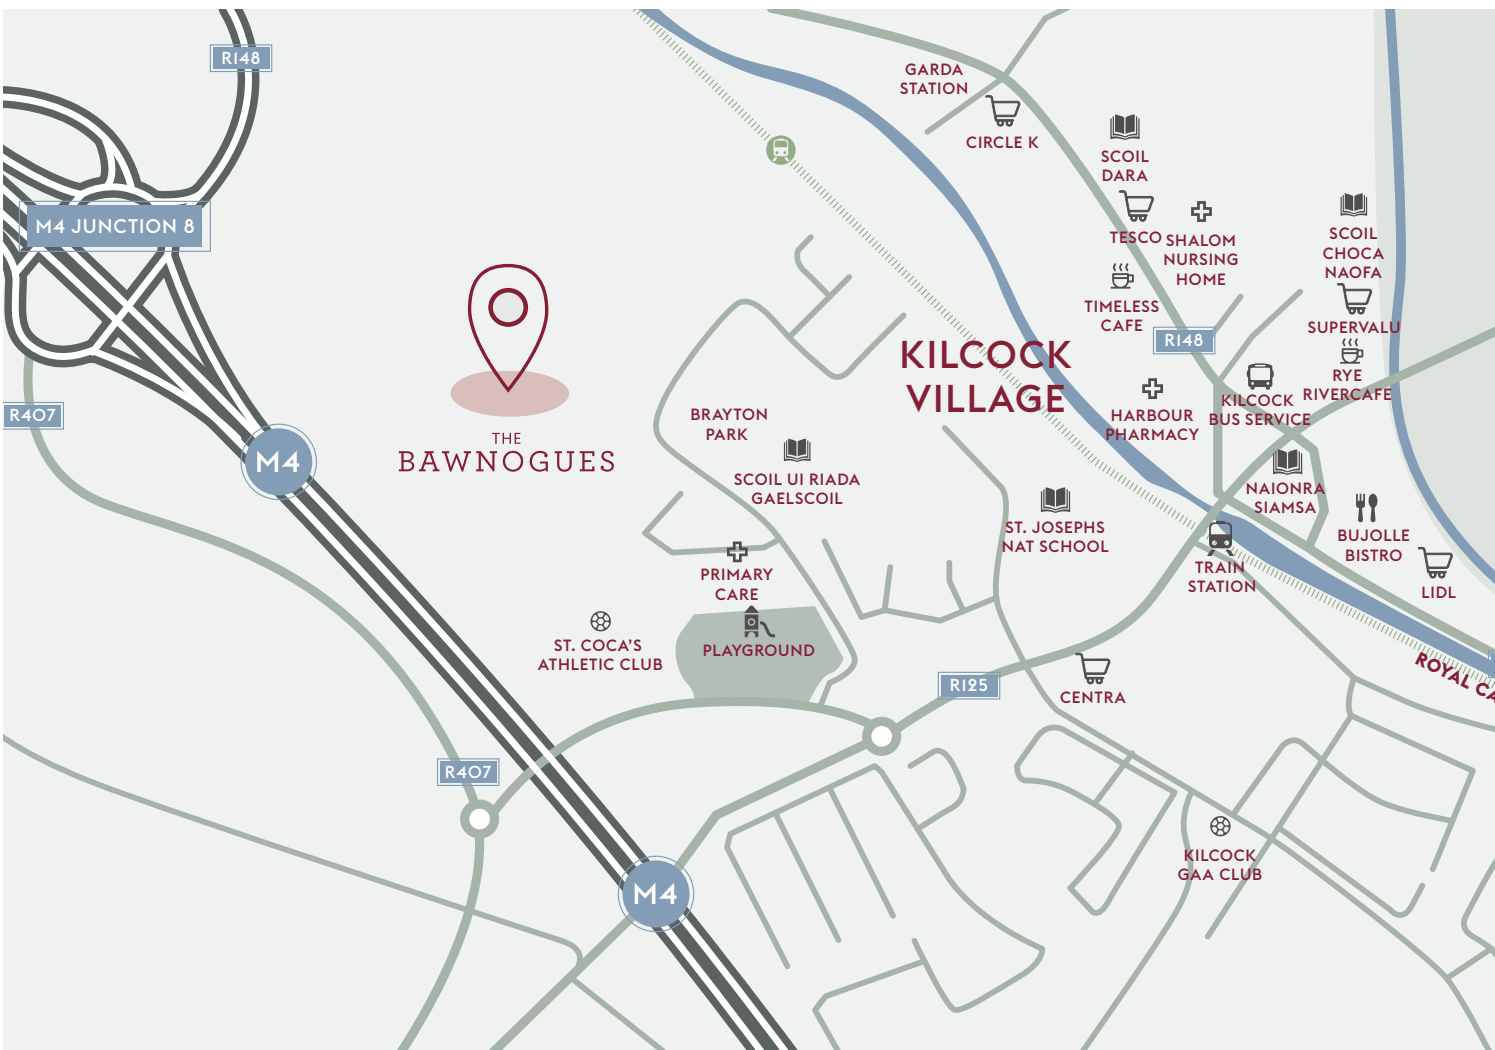 R148
GARDA
STATION
CIRCLE K
SCOIL
DARA
M4 JUNCTION 8
TESCO
SHALOM
NURSING
HOME
SCOIL
CHOCA
NAOFA
TIMELESS
CAFE
SUPERVALU
R148
KILCOCK
VILLAGE
RYE
RIVERCAFE
R407
BRAYTON
PARK
HARBOUR
PHARMACY
KILCOCK
BUS SERVICE
THE
BAWNOGUES
M4
SCOIL UI RIADA
GAELSCOIL
NAIONRA
SIAMSA
ST. JOSEPHS
NAT SCHOOL
BUJOLLE
BISTRO
PRIMARY
CARE
TRAIN
STATION
LIDL
ST. COCA'S
ATHLETIC CLUB
PLAYGROUND
ROYAL CA
R125
CENTRA
R407
KILCOCK
GAA CLUB
M4